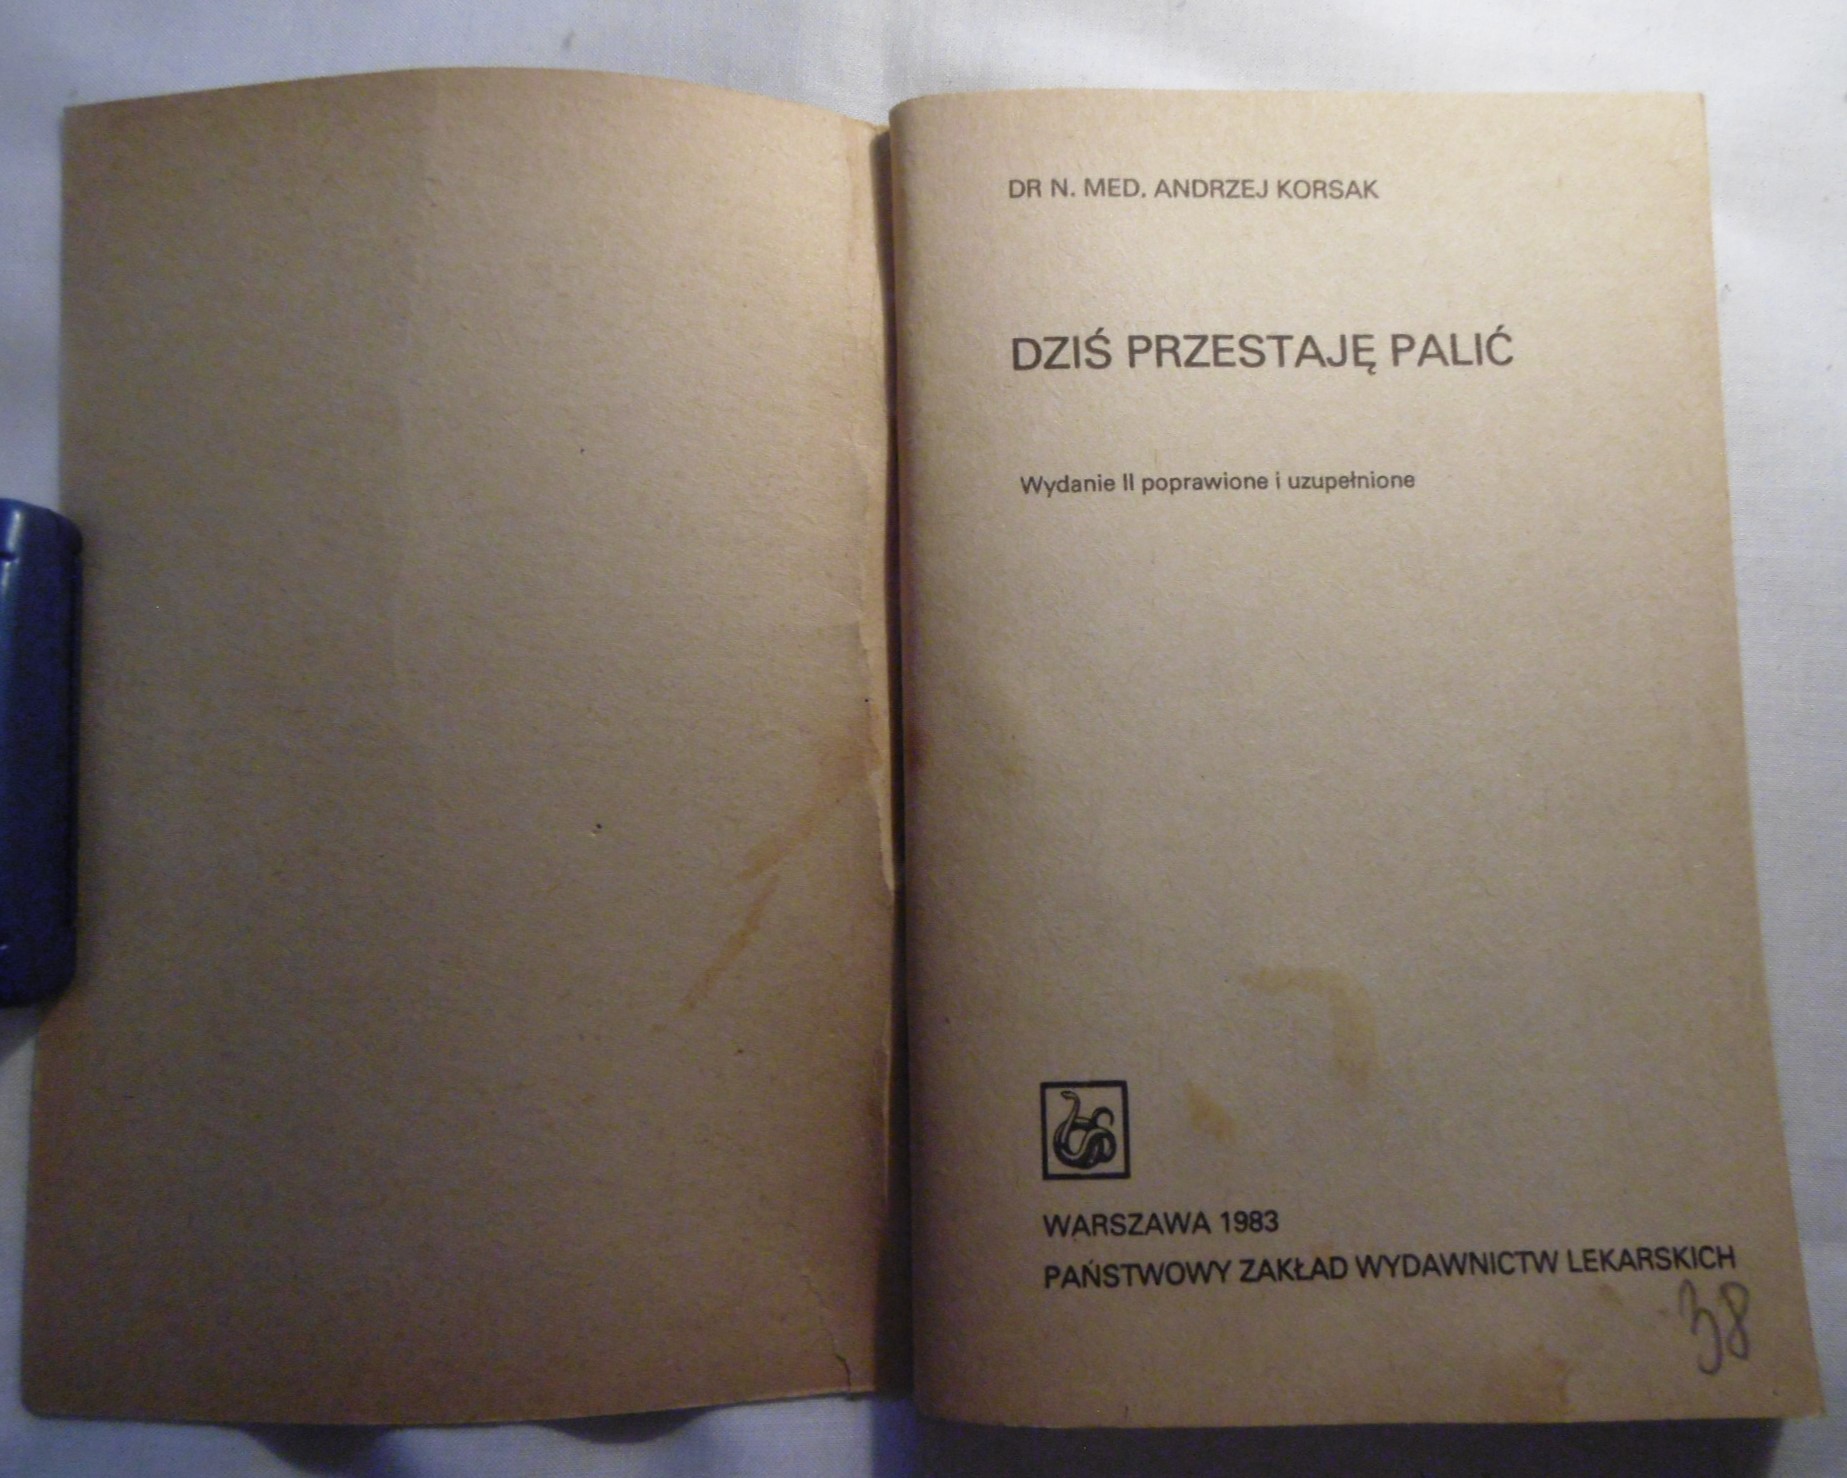 DR N. MED. ANDRZEJ KORSAK
DZIŚ PRZESTAJĘ PALIĆ
Wydanie II poprawione i uzupełnione
WARSZAWA 1983
PAŃSTWOWY ZAKŁAD WYDAWNICTW LEKARSKICH
38